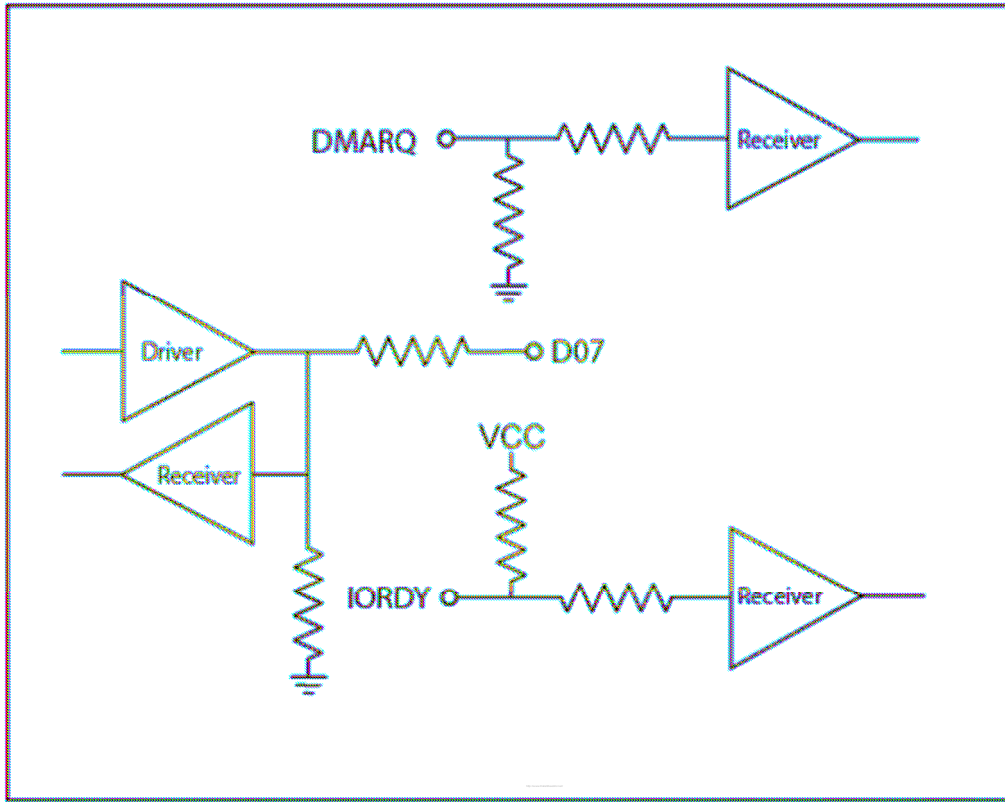 DMARQ
Receiver
Driver
D07
Receiver
VCC
IORDY
Receiver